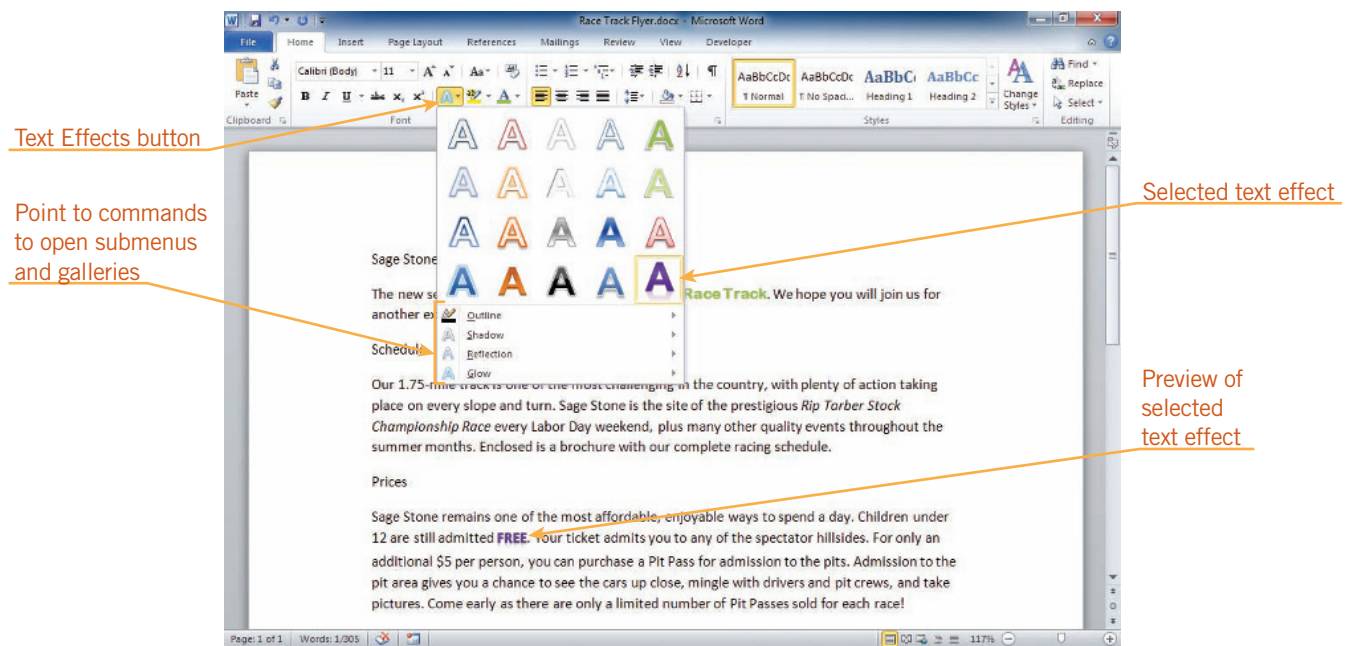 Race Track Flyer.docx - Microsoft Word
File Home Insert Page Layout References Mailings Review View Developer
Paste
Calibri (Body) 11 A A Aa
B I U abc x₂ x² A ab A
AaBbCcDc AaBbCcDc AaBbC AaBbCc
¶ Normal ¶ No Spaci... Heading 1 Heading 2
Change Styles
Find
Replace
Select
Clipboard Font Styles Editing
Text Effects button
Point to commands
to open submenus
and galleries
Selected text effect
Preview of
selected
text effect
A A A A A
A A A A A
A A A A A
A A A A A
Outline
Shadow
Reflection
Glow
Sage Stone
The new se Race Track. We hope you will join us for
another ex
Schedul
Our 1.75-mile track is one of the most challenging in the country, with plenty of action taking
place on every slope and turn. Sage Stone is the site of the prestigious Rip Tarber Stock
Championship Race every Labor Day weekend, plus many other quality events throughout the
summer months. Enclosed is a brochure with our complete racing schedule.
Prices
Sage Stone remains one of the most affordable, enjoyable ways to spend a day. Children under
12 are still admitted FREE. Your ticket admits you to any of the spectator hillsides. For only an
additional $5 per person, you can purchase a Pit Pass for admission to the pits. Admission to the
pit area gives you a chance to see the cars up close, mingle with drivers and pit crews, and take
pictures. Come early as there are only a limited number of Pit Passes sold for each race!
Page: 1 of 1 Words: 1/305 117%